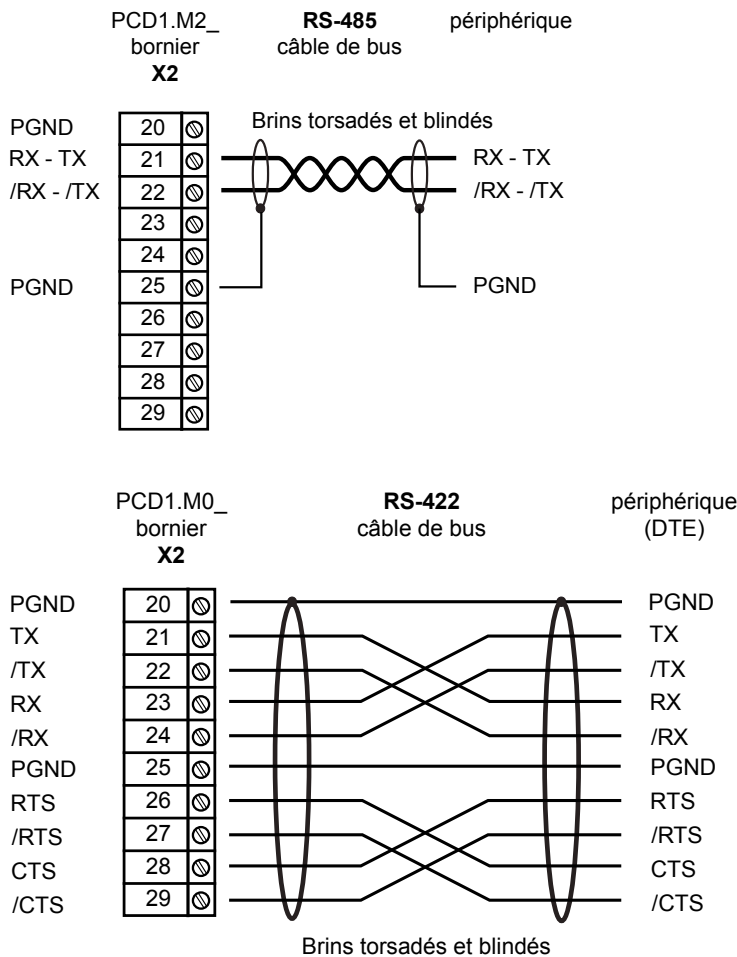 PCD1.M2_ RS-485 périphérique
bornier câble de bus
X2
Brins torsadés et blindés
PGND 20
RX - TX 21 RX - TX
/RX - /TX 22 /RX - /TX
23
24
PGND 25 PGND
26
27
28
29
PCD1.M0_ RS-422 périphérique
bornier câble de bus (DTE)
X2
PGND 20 PGND
TX 21 TX
/TX 22 /TX
RX 23 RX
/RX 24 /RX
PGND 25 PGND
RTS 26 RTS
/RTS 27 /RTS
CTS 28 CTS
/CTS 29 /CTS
Brins torsadés et blindés